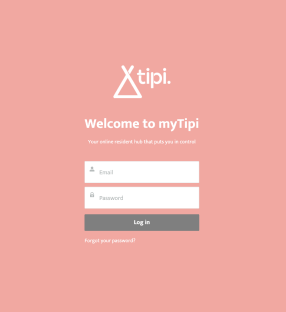 tipi.
Welcome to myTipi
Your online resident hub that puts you in control
Email
Password
Log in
Forgot your password?